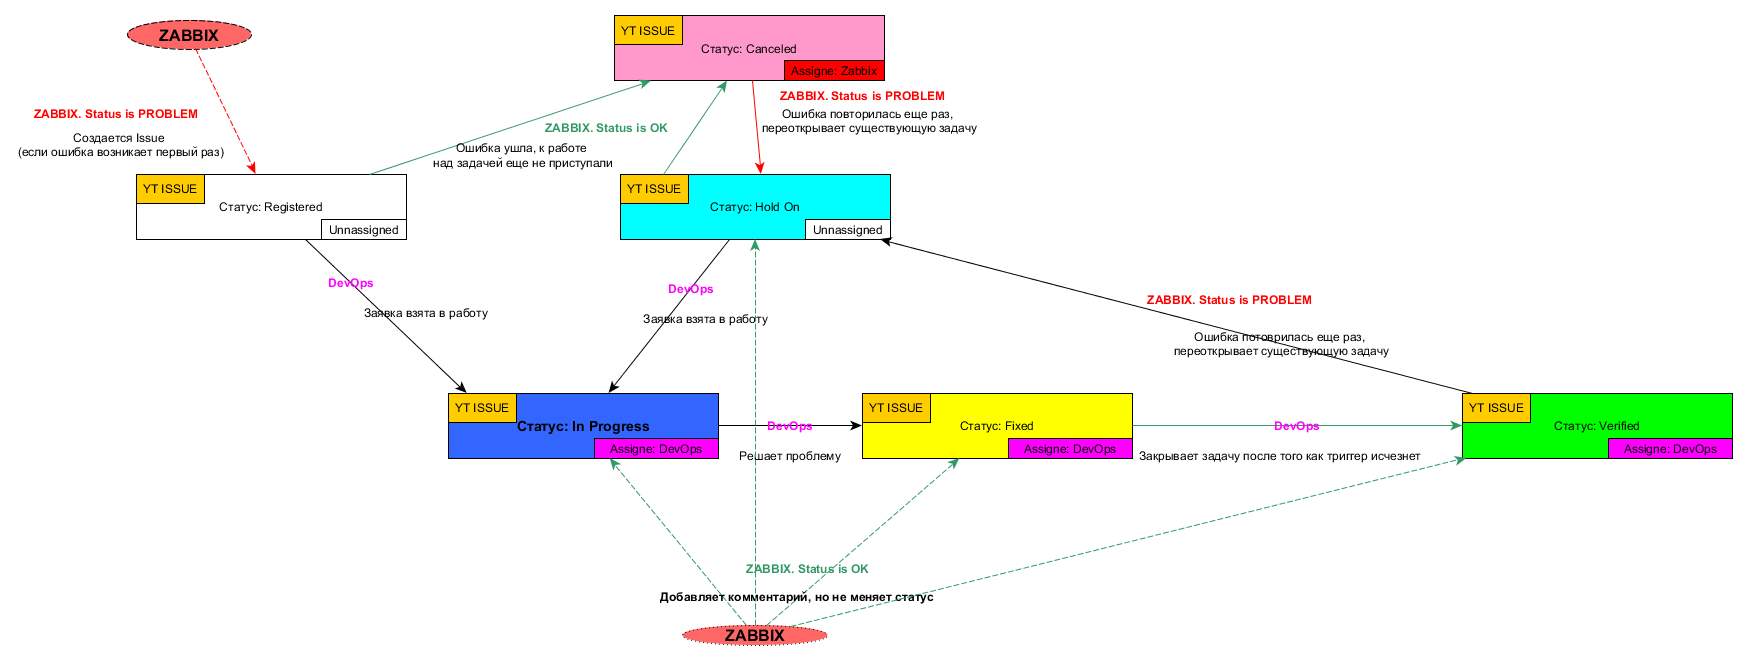 ZABBIX
YT ISSUE
Статус: Canceled
Assigne: Zabbix
ZABBIX. Status is PROBLEM
Создается Issue
(если ошибка возникает первый раз)
ZABBIX. Status is OK
Ошибка ушла, к работе
над задачей еще не приступали
ZABBIX. Status is PROBLEM
Ошибка повторилась еще раз,
переоткрывает существующую задачу
YT ISSUE
Статус: Registered
Unnassigned
YT ISSUE
Статус: Hold On
Unnassigned
DevOps
Заявка взята в работу
DevOps
Заявка взята в работу
ZABBIX. Status is PROBLEM
Ошибка потоврилась еще раз,
переоткрывает существующую задачу
YT ISSUE
Статус: In Progress
Assigne: DevOps
DevOps
Решает проблему
YT ISSUE
Статус: Fixed
Assigne: DevOps
DevOps
Закрывает задачу после того как триггер исчезнет
YT ISSUE
Статус: Verified
Assigne: DevOps
ZABBIX. Status is OK
Добавляет комментарий, но не меняет статус
ZABBIX